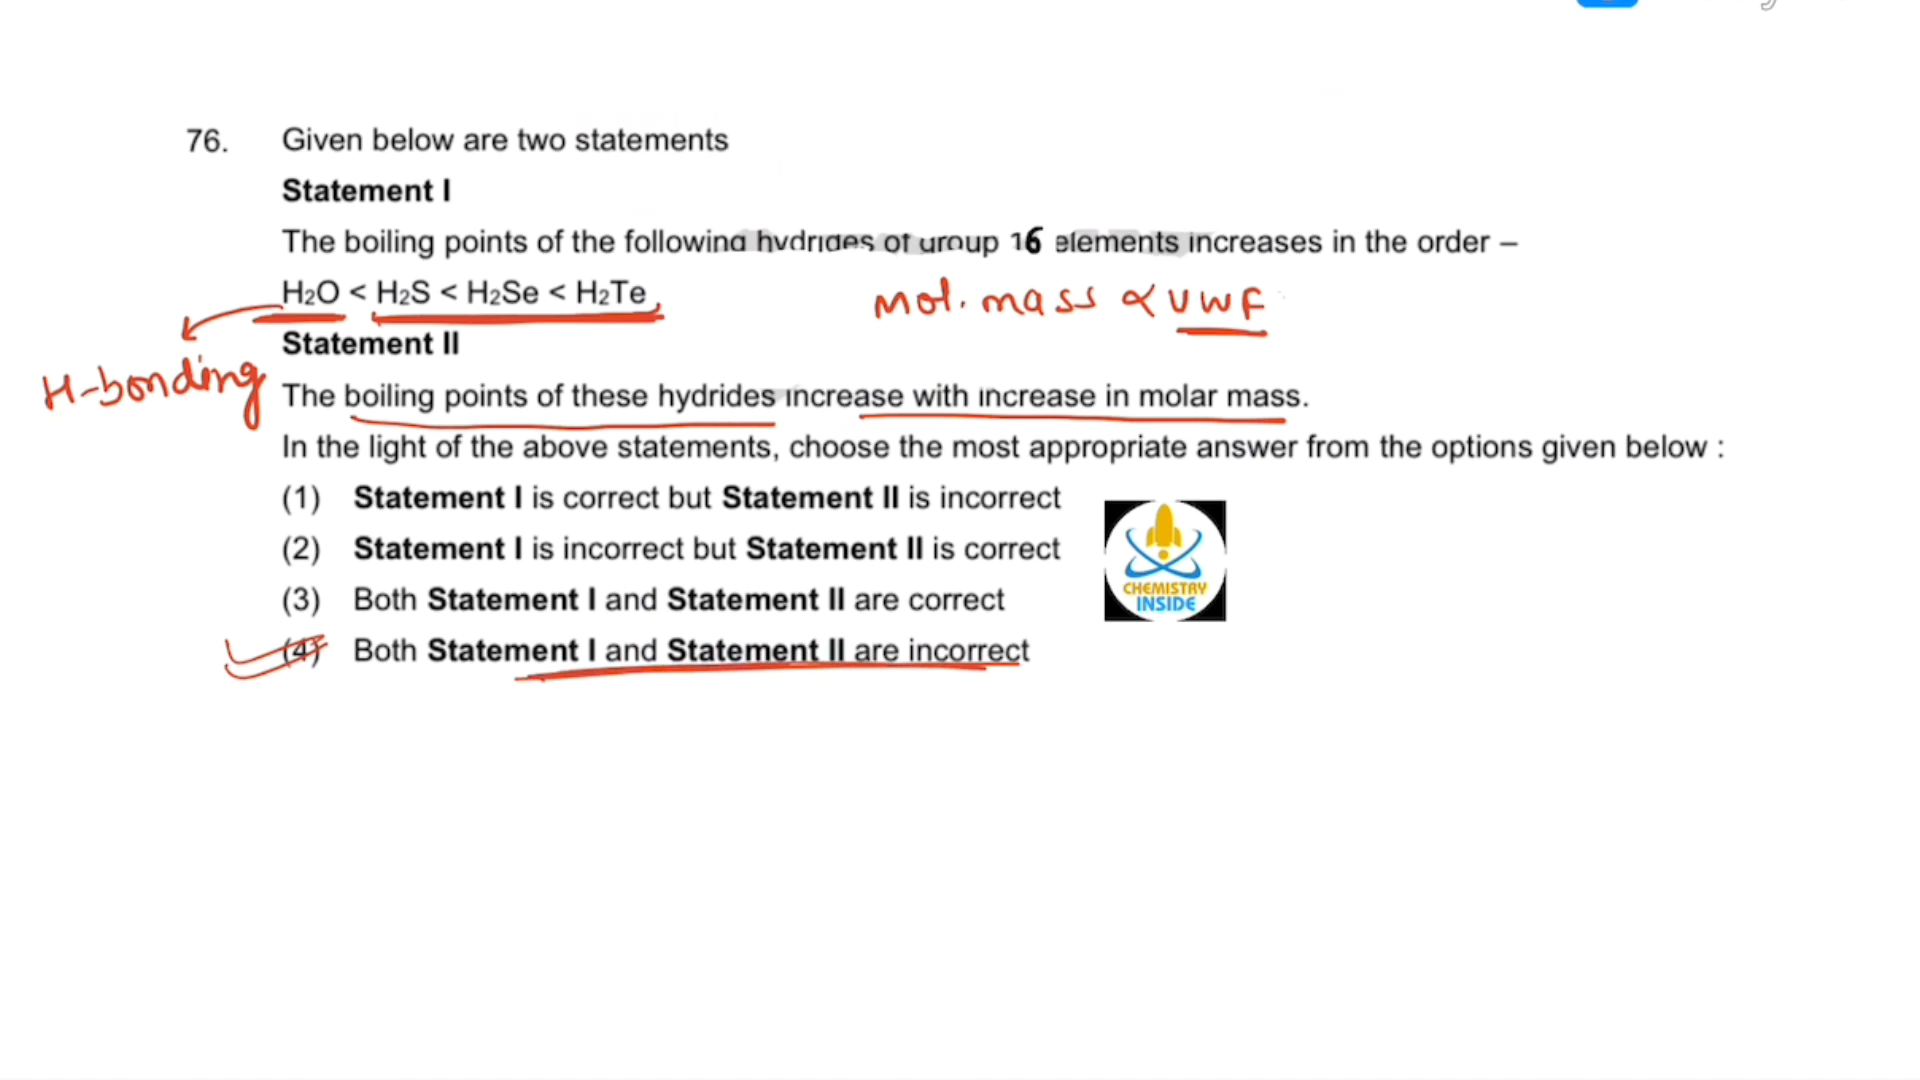 76. Given below are two statements
Statement I
The boiling points of the following hydrides of group 16 elements increases in the order –
H₂O < H₂S < H₂Se < H₂Te
mol. mass ∝ VWF
Statement II
H-bonding
The boiling points of these hydrides increase with increase in molar mass.
In the light of the above statements, choose the most appropriate answer from the options given below :
(1) Statement I is correct but Statement II is incorrect
(2) Statement I is incorrect but Statement II is correct
(3) Both Statement I and Statement II are correct
(4) Both Statement I and Statement II are incorrect
CHEMISTRY
INSIDE